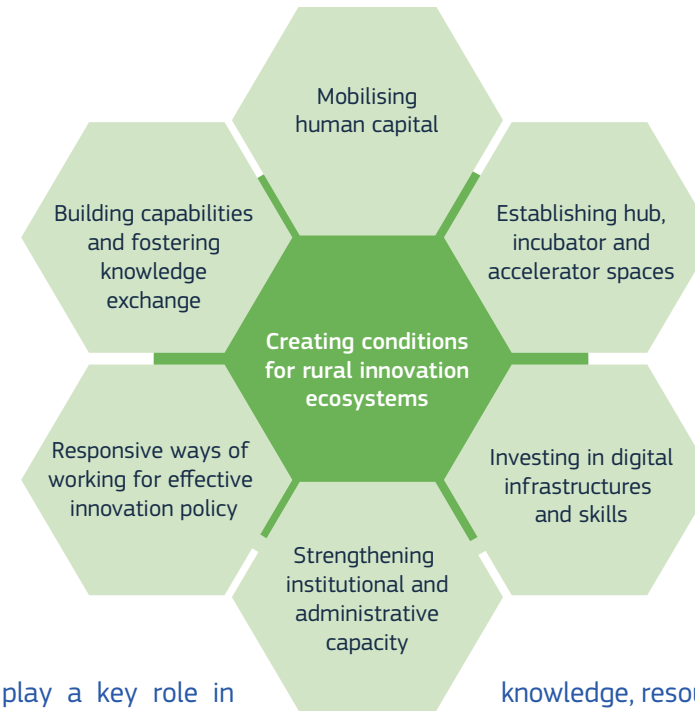 Mobilising
human capital
Establishing hub,
incubator and
accelerator spaces
Building capabilities
and fostering
knowledge
exchange
Creating conditions
for rural innovation
ecosystems
Responsive ways of
working for effective
innovation policy
Investing in digital
infrastructures
and skills
Strengthening
institutional and
administrative
capacity
play a key role in
knowledge,